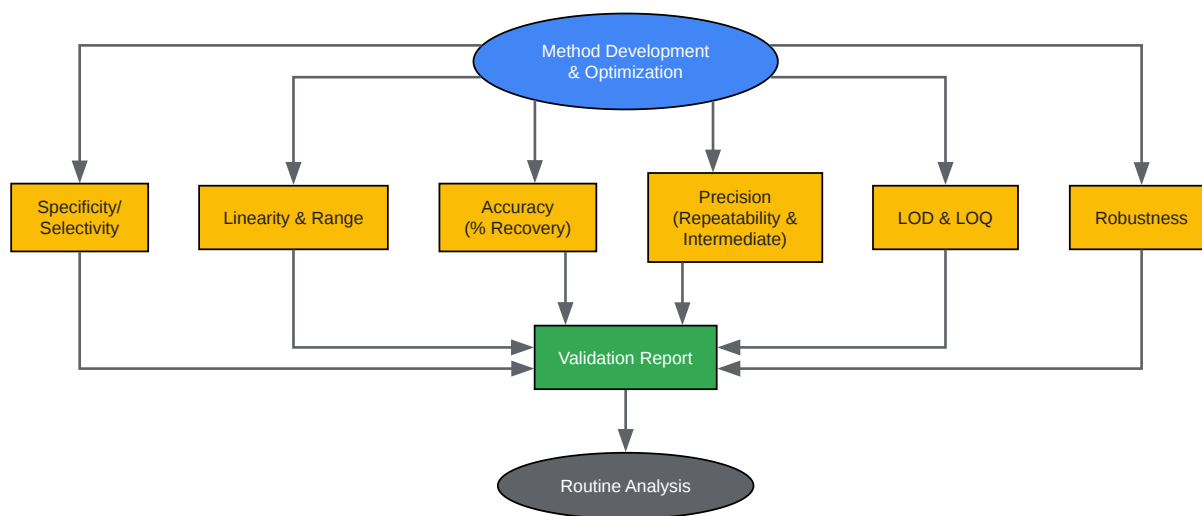 Method Development
& Optimization
Specificity/
Selectivity
Linearity & Range
Accuracy
(% Recovery)
Precision
(Repeatability &
Intermediate)
LOD & LOQ
Robustness
Validation Report
Routine Analysis